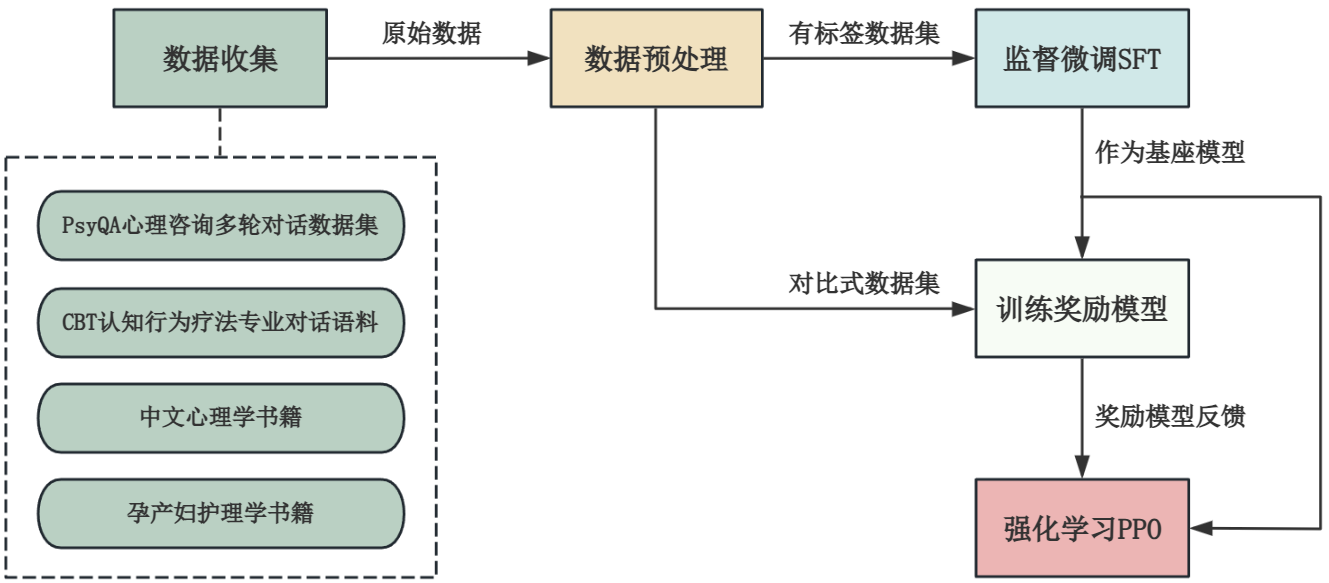 数据收集
原始数据
数据预处理
有标签数据集
监督微调SFT
作为基座模型
PsyQA心理咨询多轮对话数据集
CBT认知行为疗法专业对话语料
中文心理学书籍
孕产妇护理学书籍
对比式数据集
训练奖励模型
奖励模型反馈
强化学习PPO